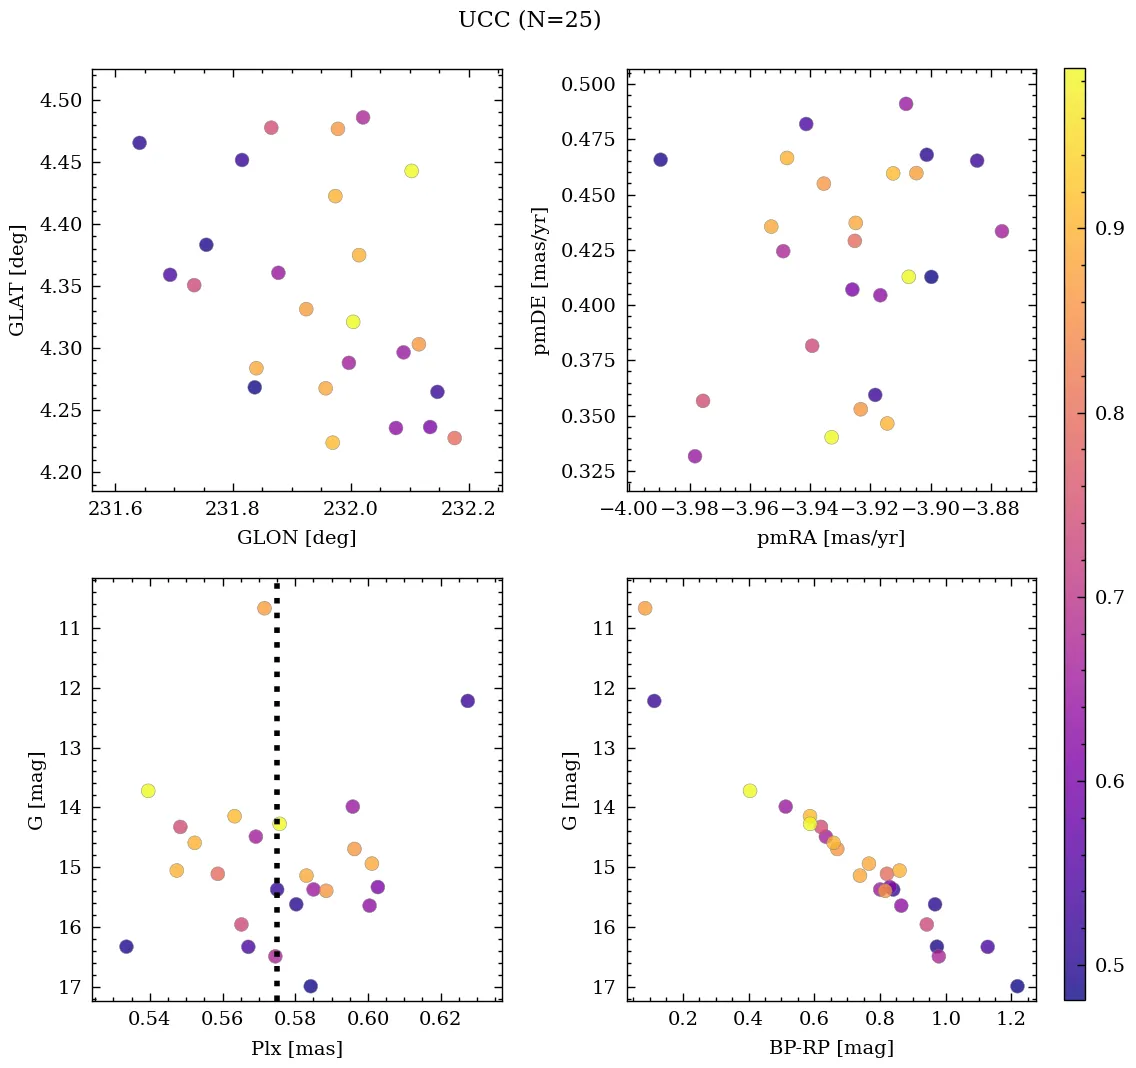 UCC (N=25)
4.50
4.45
4.40
4.35
4.30
4.25
4.20
GLAT [deg]
231.6 231.8 232.0 232.2
GLON [deg]
0.500
0.475
0.450
0.425
0.400
0.375
0.350
0.325
pmDE [mas/yr]
−4.00 −3.98 −3.96 −3.94 −3.92 −3.90 −3.88
pmRA [mas/yr]
11
12
13
14
15
16
17
G [mag]
0.54 0.56 0.58 0.60 0.62
Plx [mas]
11
12
13
14
15
16
17
G [mag]
0.2 0.4 0.6 0.8 1.0 1.2
BP-RP [mag]
0.9
0.8
0.7
0.6
0.5